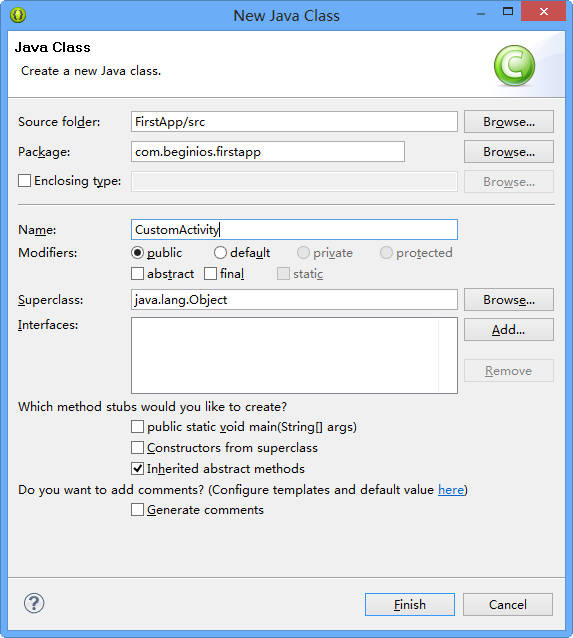 New Java Class
Java Class
Create a new Java class.
Source folder: FirstApp/src Browse...
Package: com.beginios.firstapp Browse...
Enclosing type: Browse...
Name: CustomActivity
Modifiers: public default private protected
abstract final static
Superclass: java.lang.Object Browse...
Interfaces: Add...
Remove
Which method stubs would you like to create?
public static void main(String[] args)
Constructors from superclass
Inherited abstract methods
Do you want to add comments? (Configure templates and default value here)
Generate comments
Finish Cancel